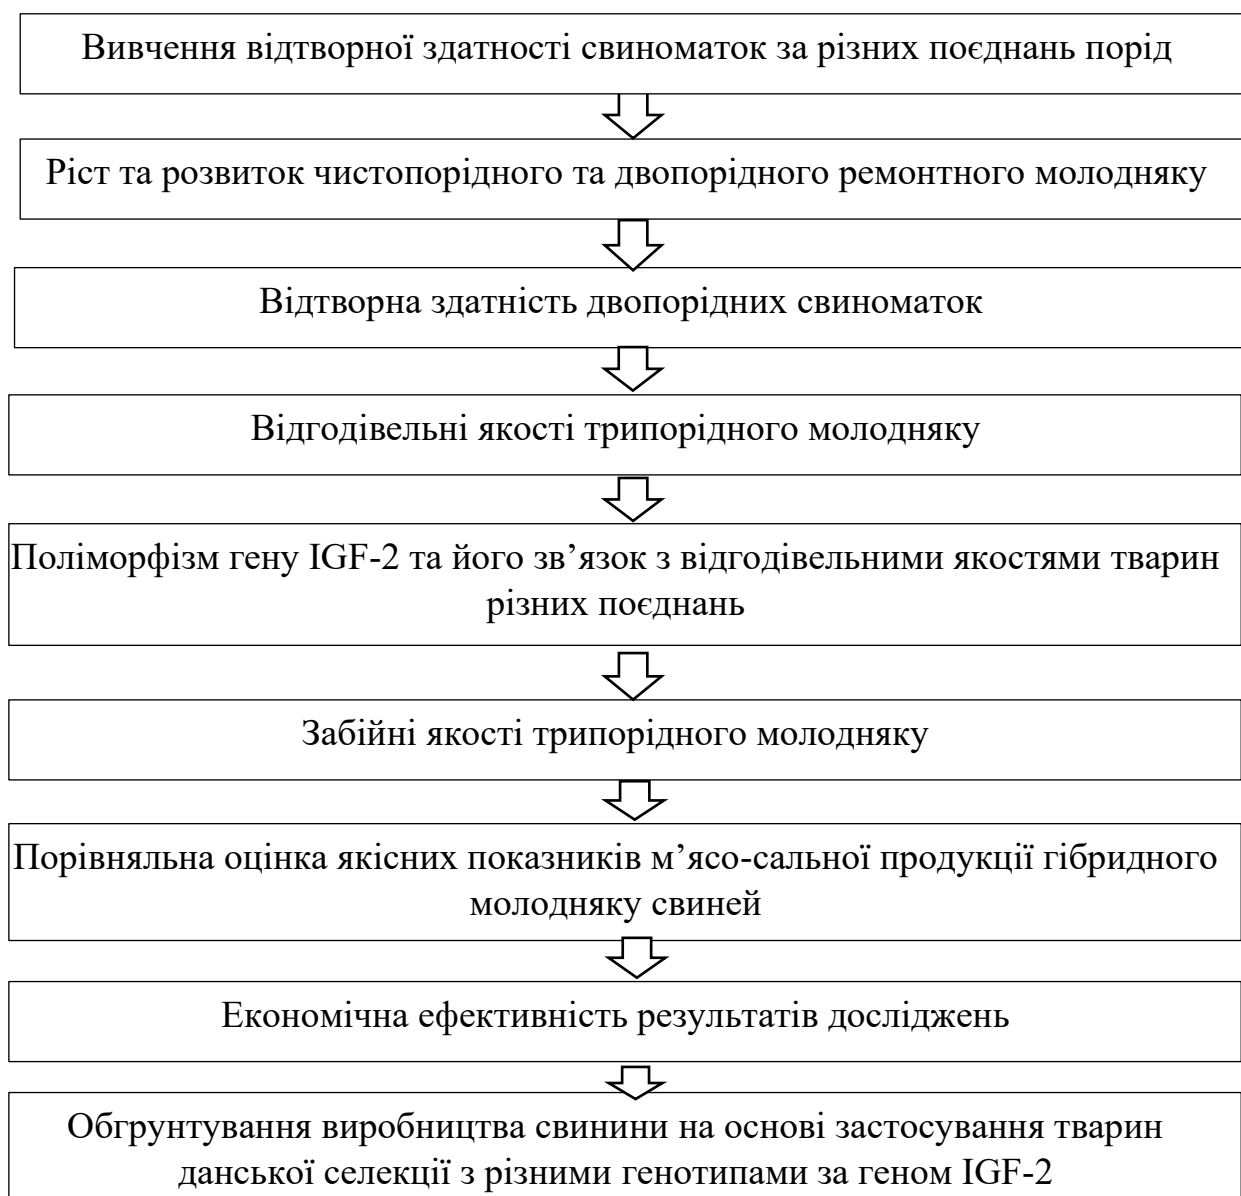 Вивчення відтворної здатності свиноматок за різних поєднань порід
Ріст та розвиток чистопорідного та двопорідного ремонтного молодняку
Відтворна здатність двопорідних свиноматок
Відгодівельні якості трипорідного молодняку
Поліморфізм гену IGF-2 та його зв’язок з відгодівельними якостями тварин
різних поєднань
Забійні якості трипорідного молодняку
Порівняльна оцінка якісних показників м’ясо-сальної продукції гібридного
молодняку свиней
Економічна ефективність результатів досліджень
Обгрунтування виробництва свинини на основі застосування тварин
данської селекції з різними генотипами за геном IGF-2